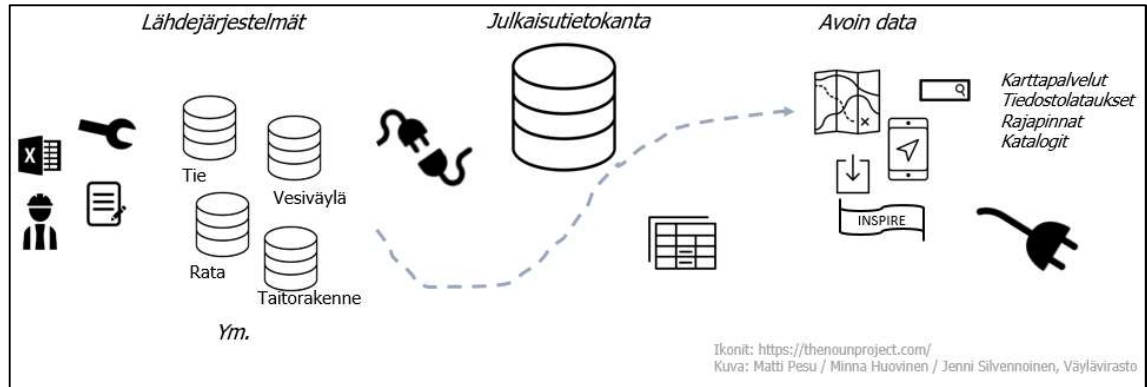 Lähdejärjestelmät
Julkaisutietokanta
Avoin data
Karttapalvelut
Tiedostolataukset
Rajapinnat
Katalogit
X
Tie
Vesiväylä
INSPIRE
Rata
Taitorakenne
Ym.
Ikonit: https://thenounproject.com/
Kuva: Matti Pesu / Minna Huovinen / Jenni Silvennoinen, Väylävirasto